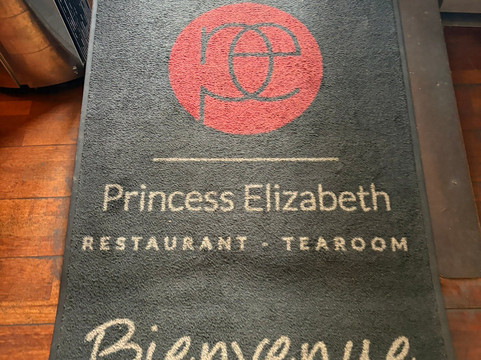 pe
Princess Elizabeth
RESTAURANT - TEAROOM
Bienvenue